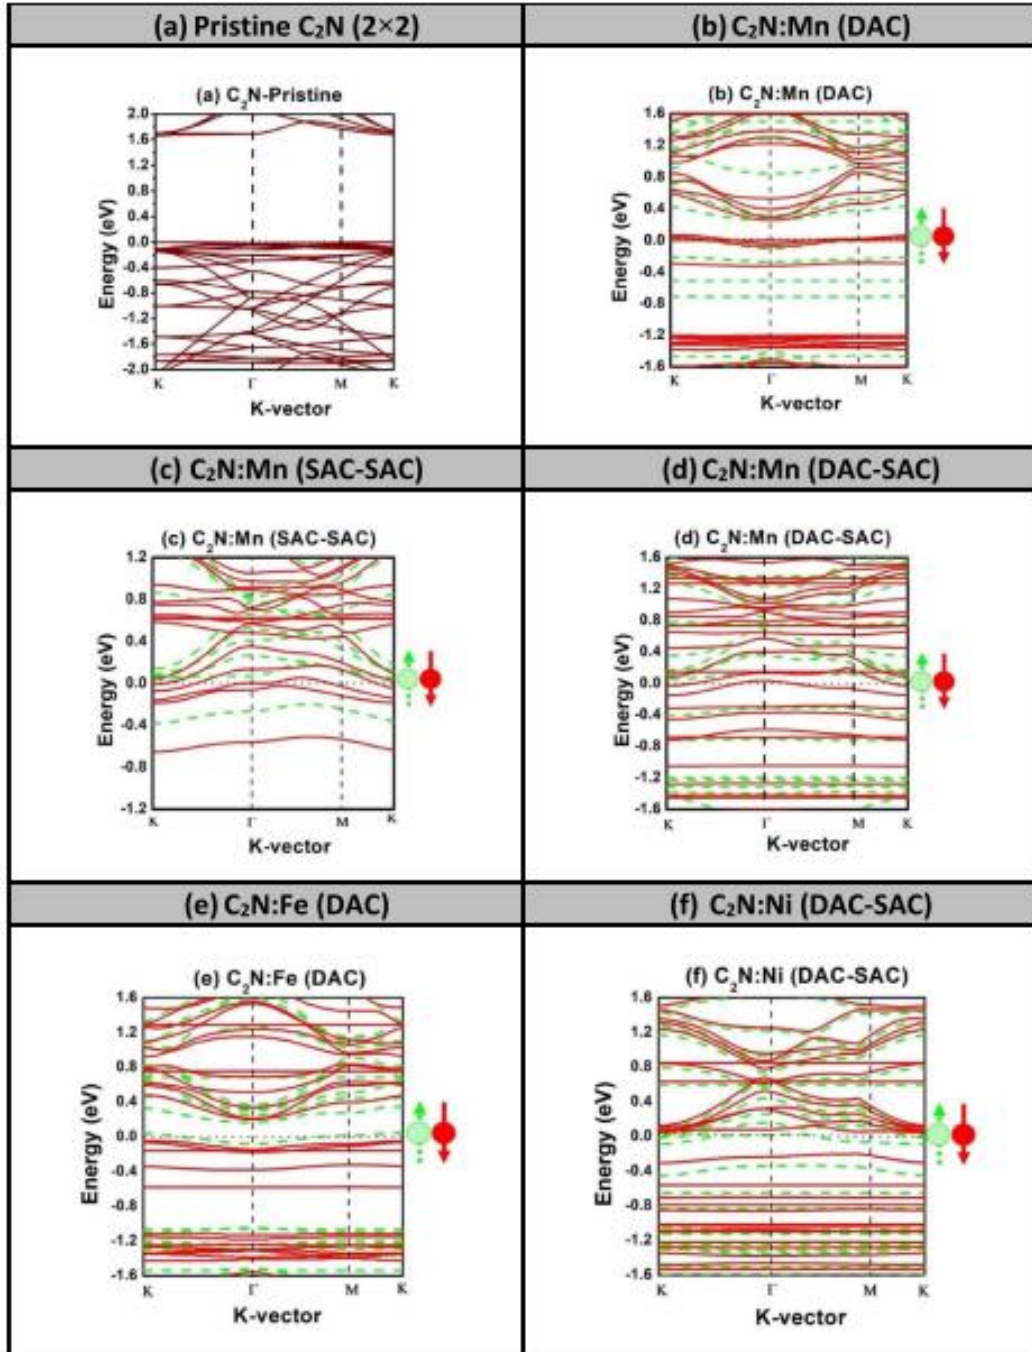 (a) Pristine C₂N (2×2)
(b) C₂N:Mn (DAC)
(a) C₂N-Pristine
2.0
1.6
1.2
0.8
0.4
0.0
-0.4
-0.8
-1.2
-1.6
-2.0
Energy (eV)
K Γ M K
K-vector
(b) C₂N:Mn (DAC)
1.6
1.2
0.8
0.4
0.0
-0.4
-0.8
-1.2
-1.6
Energy (eV)
K Γ M K
K-vector
(c) C₂N:Mn (SAC-SAC)
(d) C₂N:Mn (DAC-SAC)
(c) C₂N:Mn (SAC-SAC)
1.2
0.8
0.4
0.0
-0.4
-0.8
-1.2
Energy (eV)
K Γ M K
K-vector
(d) C₂N:Mn (DAC-SAC)
1.6
1.2
0.8
0.4
0.0
-0.4
-0.8
-1.2
-1.6
Energy (eV)
K Γ M K
K-vector
(e) C₂N:Fe (DAC)
(f) C₂N:Ni (DAC-SAC)
(e) C₂N:Fe (DAC)
1.6
1.2
0.8
0.4
0.0
-0.4
-0.8
-1.2
-1.6
Energy (eV)
K Γ M K
K-vector
(f) C₂N:Ni (DAC-SAC)
1.6
1.2
0.8
0.4
0.0
-0.4
-0.8
-1.2
-1.6
Energy (eV)
K Γ M K
K-vector